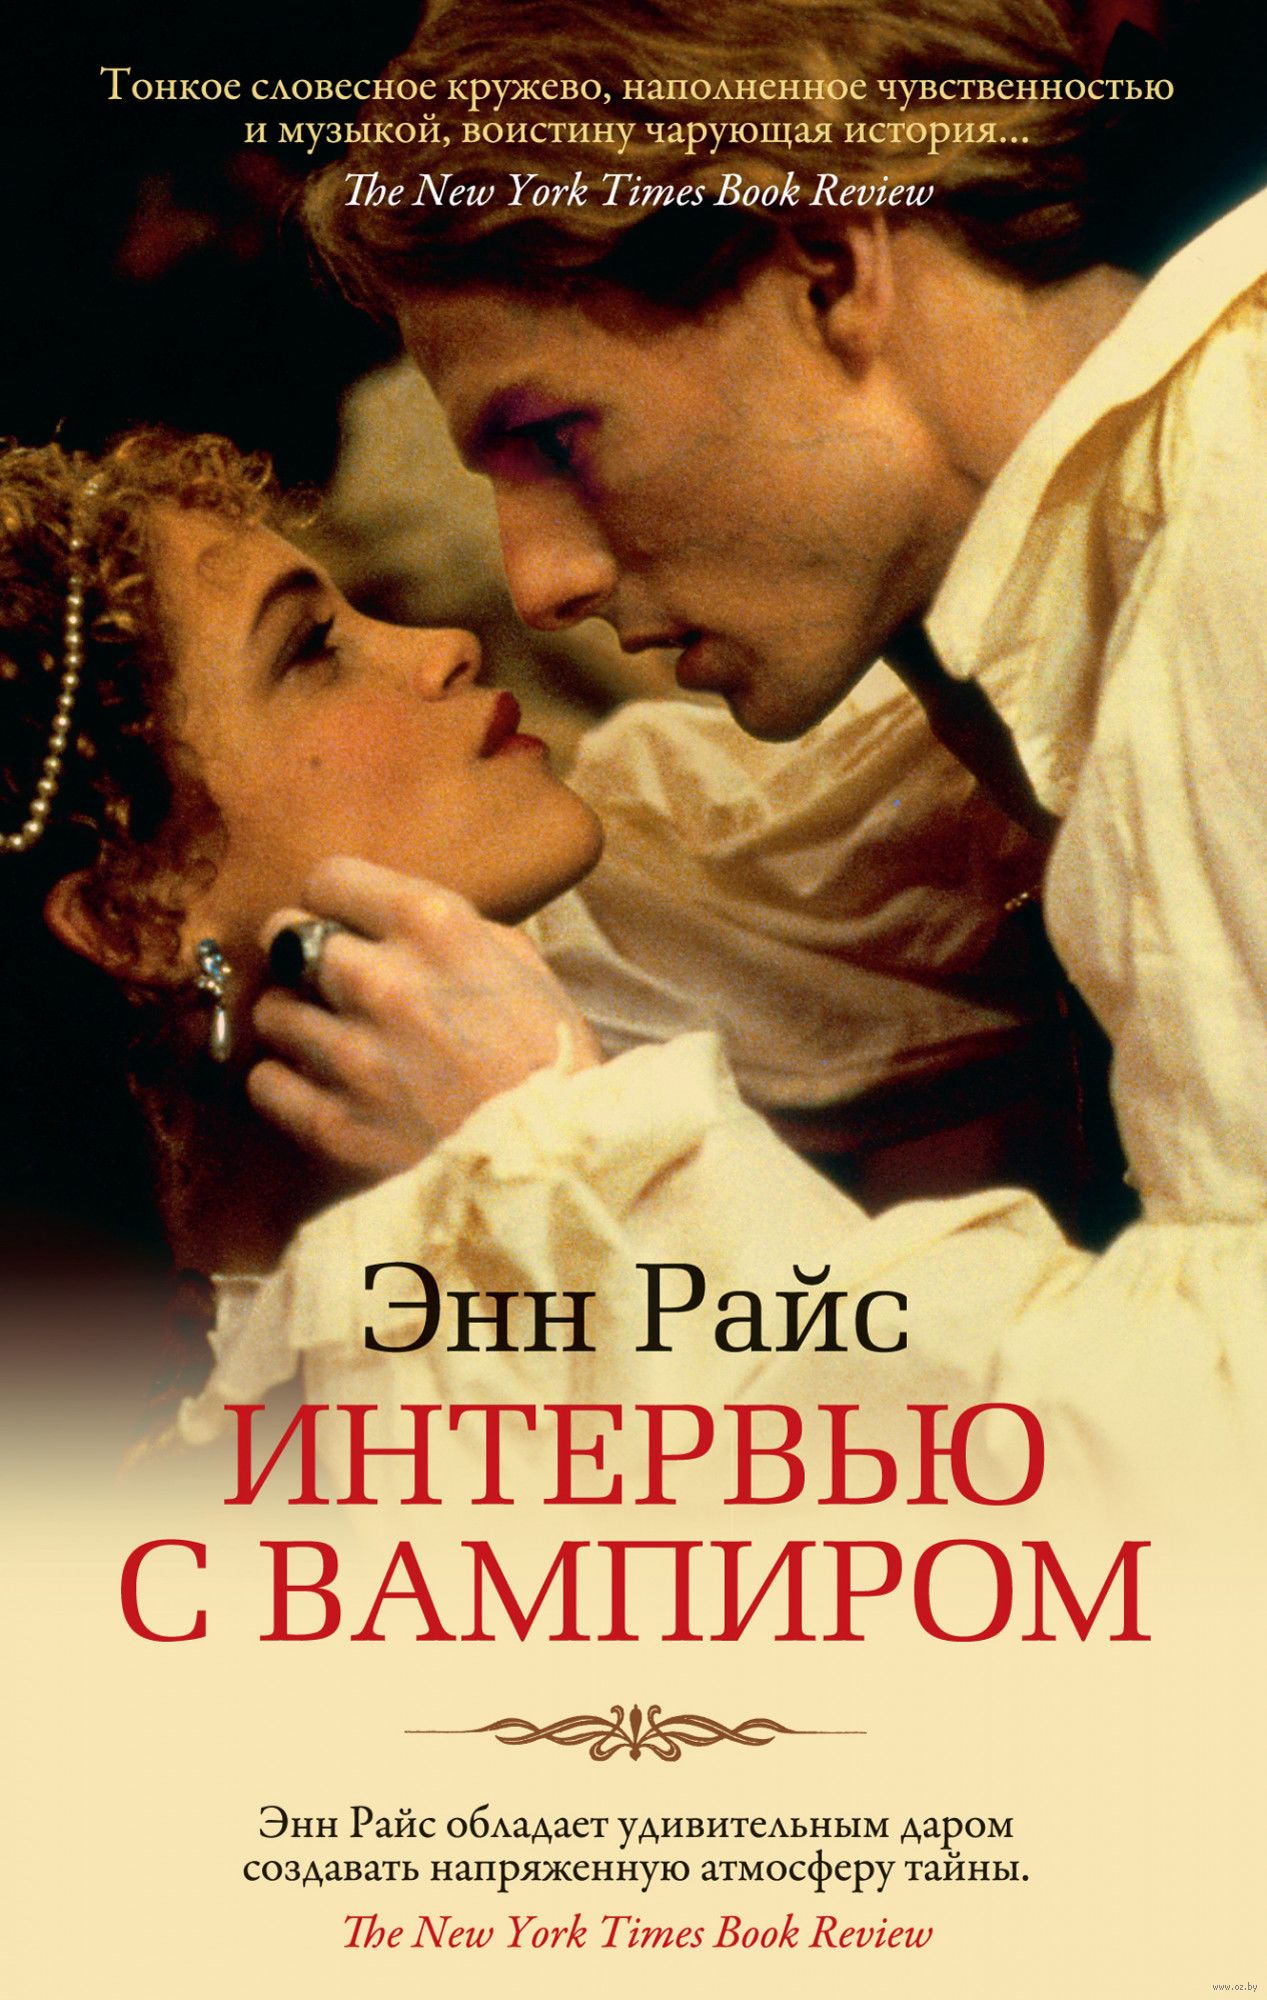 Тонкое словесное кружево, наполненное чувственностью
и музыкой, воистину чарующая история...
The New York Times Book Review
Энн Райс
ИНТЕРВЬЮ
С ВАМПИРОМ
Энн Райс обладает удивительным даром
создавать напряженную атмосферу тайны.
The New York Times Book Review
www.oz.by